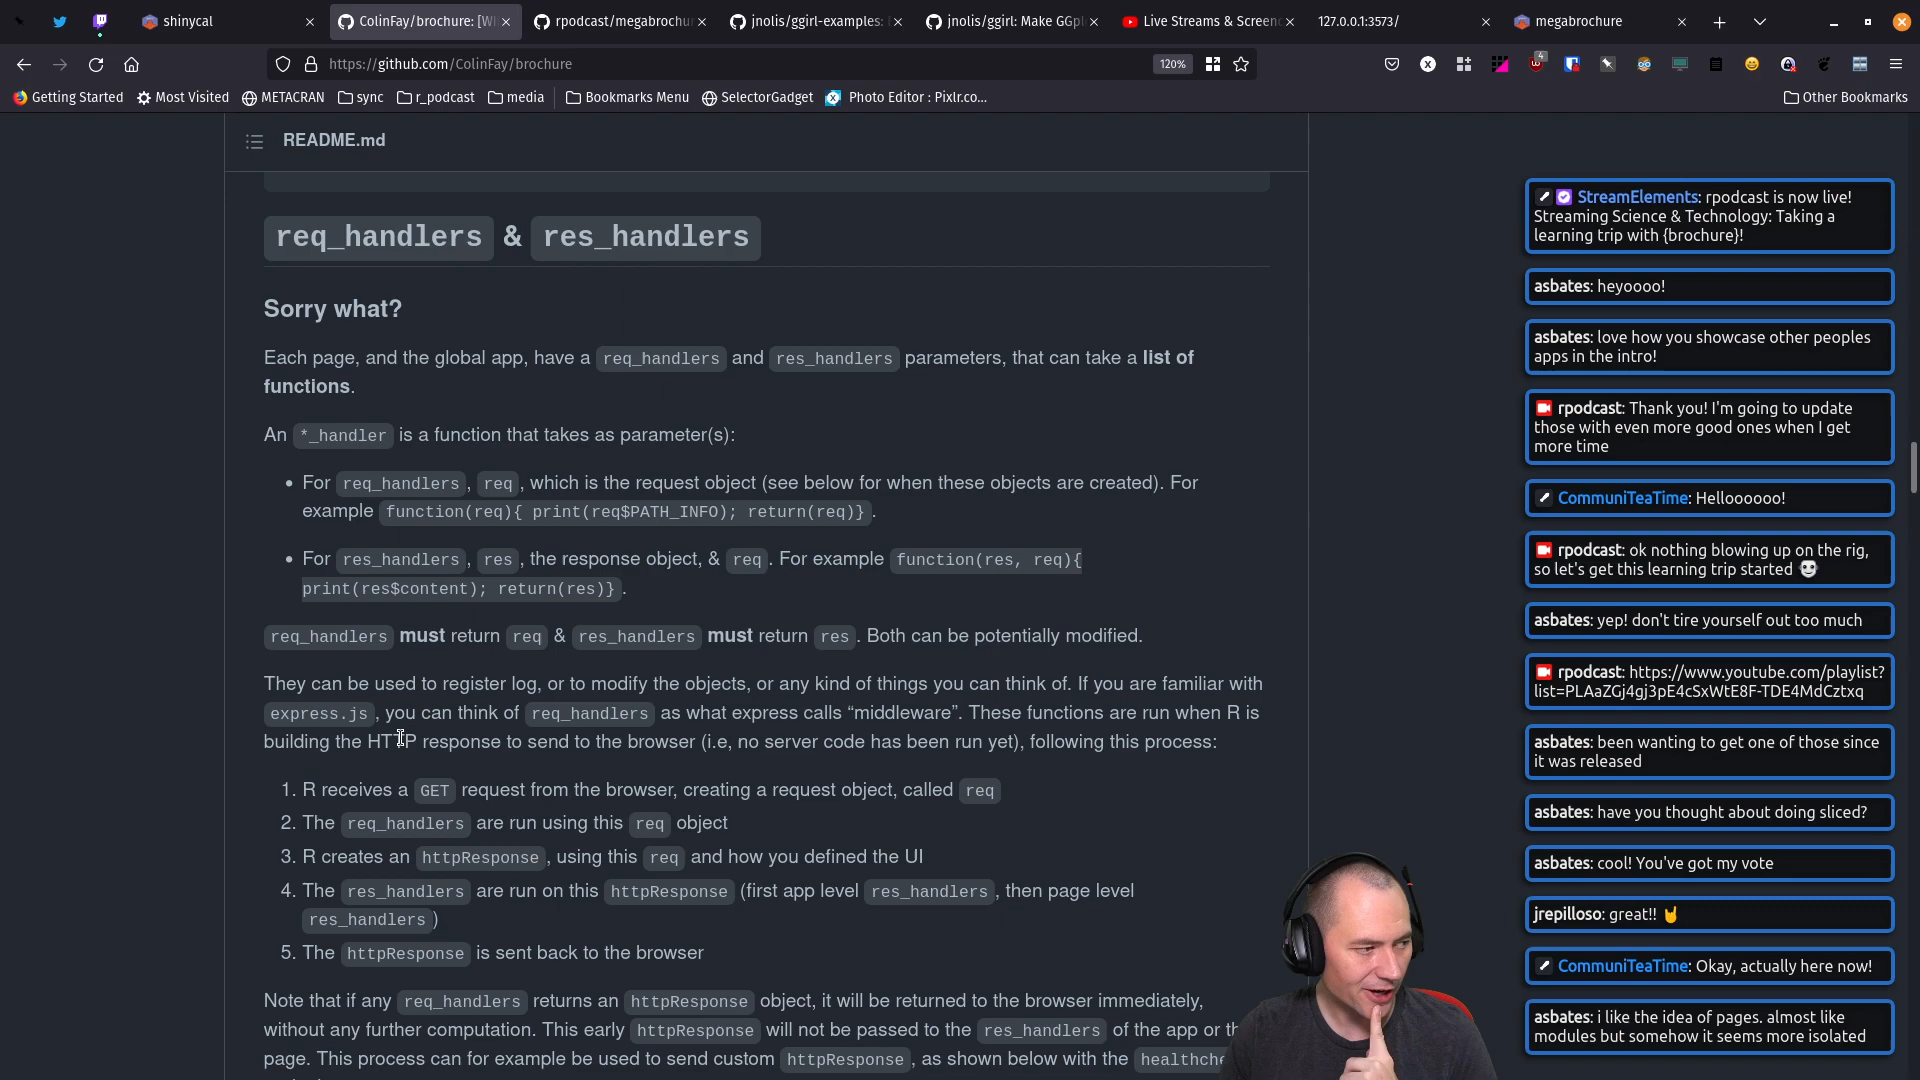 shinycal
ColinFay/brochure: [WI
rpodcast/megabrochur
jnolis/ggirl-examples: E
jnolis/ggirl: Make GGpl
Live Streams & Screenc
127.0.0.1:3573/
megabrochure
https://github.com/ColinFay/brochure
120%
4
Getting Started
Most Visited
METACRAN
sync
r_podcast
media
Bookmarks Menu
SelectorGadget
Photo Editor : Pixlr.co...
Other Bookmarks
README.md
req_handlers & res_handlers
Sorry what?
Each page, and the global app, have a req_handlers and res_handlers parameters, that can take a list of
functions.
An *_handler is a function that takes as parameter(s):
• For req_handlers, req, which is the request object (see below for when these objects are created). For
example function(req){ print(req$PATH_INFO); return(req)}.
• For res_handlers, res, the response object, & req. For example function(res, req){
print(res$content); return(res)}.
req_handlers must return req & res_handlers must return res. Both can be potentially modified.
They can be used to register log, or to modify the objects, or any kind of things you can think of. If you are familiar with
express.js, you can think of req_handlers as what express calls “middleware”. These functions are run when R is
building the HTTP response to send to the browser (i.e, no server code has been run yet), following this process:
1. R receives a GET request from the browser, creating a request object, called req
2. The req_handlers are run using this req object
3. R creates an httpResponse, using this req and how you defined the UI
4. The res_handlers are run on this httpResponse (first app level res_handlers, then page level
res_handlers)
5. The httpResponse is sent back to the browser
Note that if any req_handlers returns an httpResponse object, it will be returned to the browser immediately,
without any further computation. This early httpResponse will not be passed to the res_handlers of the app or th
page. This process can for example be used to send custom httpResponse, as shown below with the healthche
StreamElements: rpodcast is now live!
Streaming Science & Technology: Taking a
learning trip with {brochure}!
asbates: heyoooo!
asbates: love how you showcase other peoples
apps in the intro!
rpodcast: Thank you! I'm going to update
those with even more good ones when I get
more time
CommuniTeaTime: Helloooooo!
rpodcast: ok nothing blowing up on the rig,
so let's get this learning trip started 💀
asbates: yep! don't tire yourself out too much
rpodcast: https://www.youtube.com/playlist?
list=PLAaZGj4gj3pE4cSxWtE8F-TDE4MdCztxq
asbates: been wanting to get one of those since
it was released
asbates: have you thought about doing sliced?
asbates: cool! You've got my vote
jrepilloso: great!! 🤘
CommuniTeaTime: Okay, actually here now!
asbates: i like the idea of pages. almost like
modules but somehow it seems more isolated